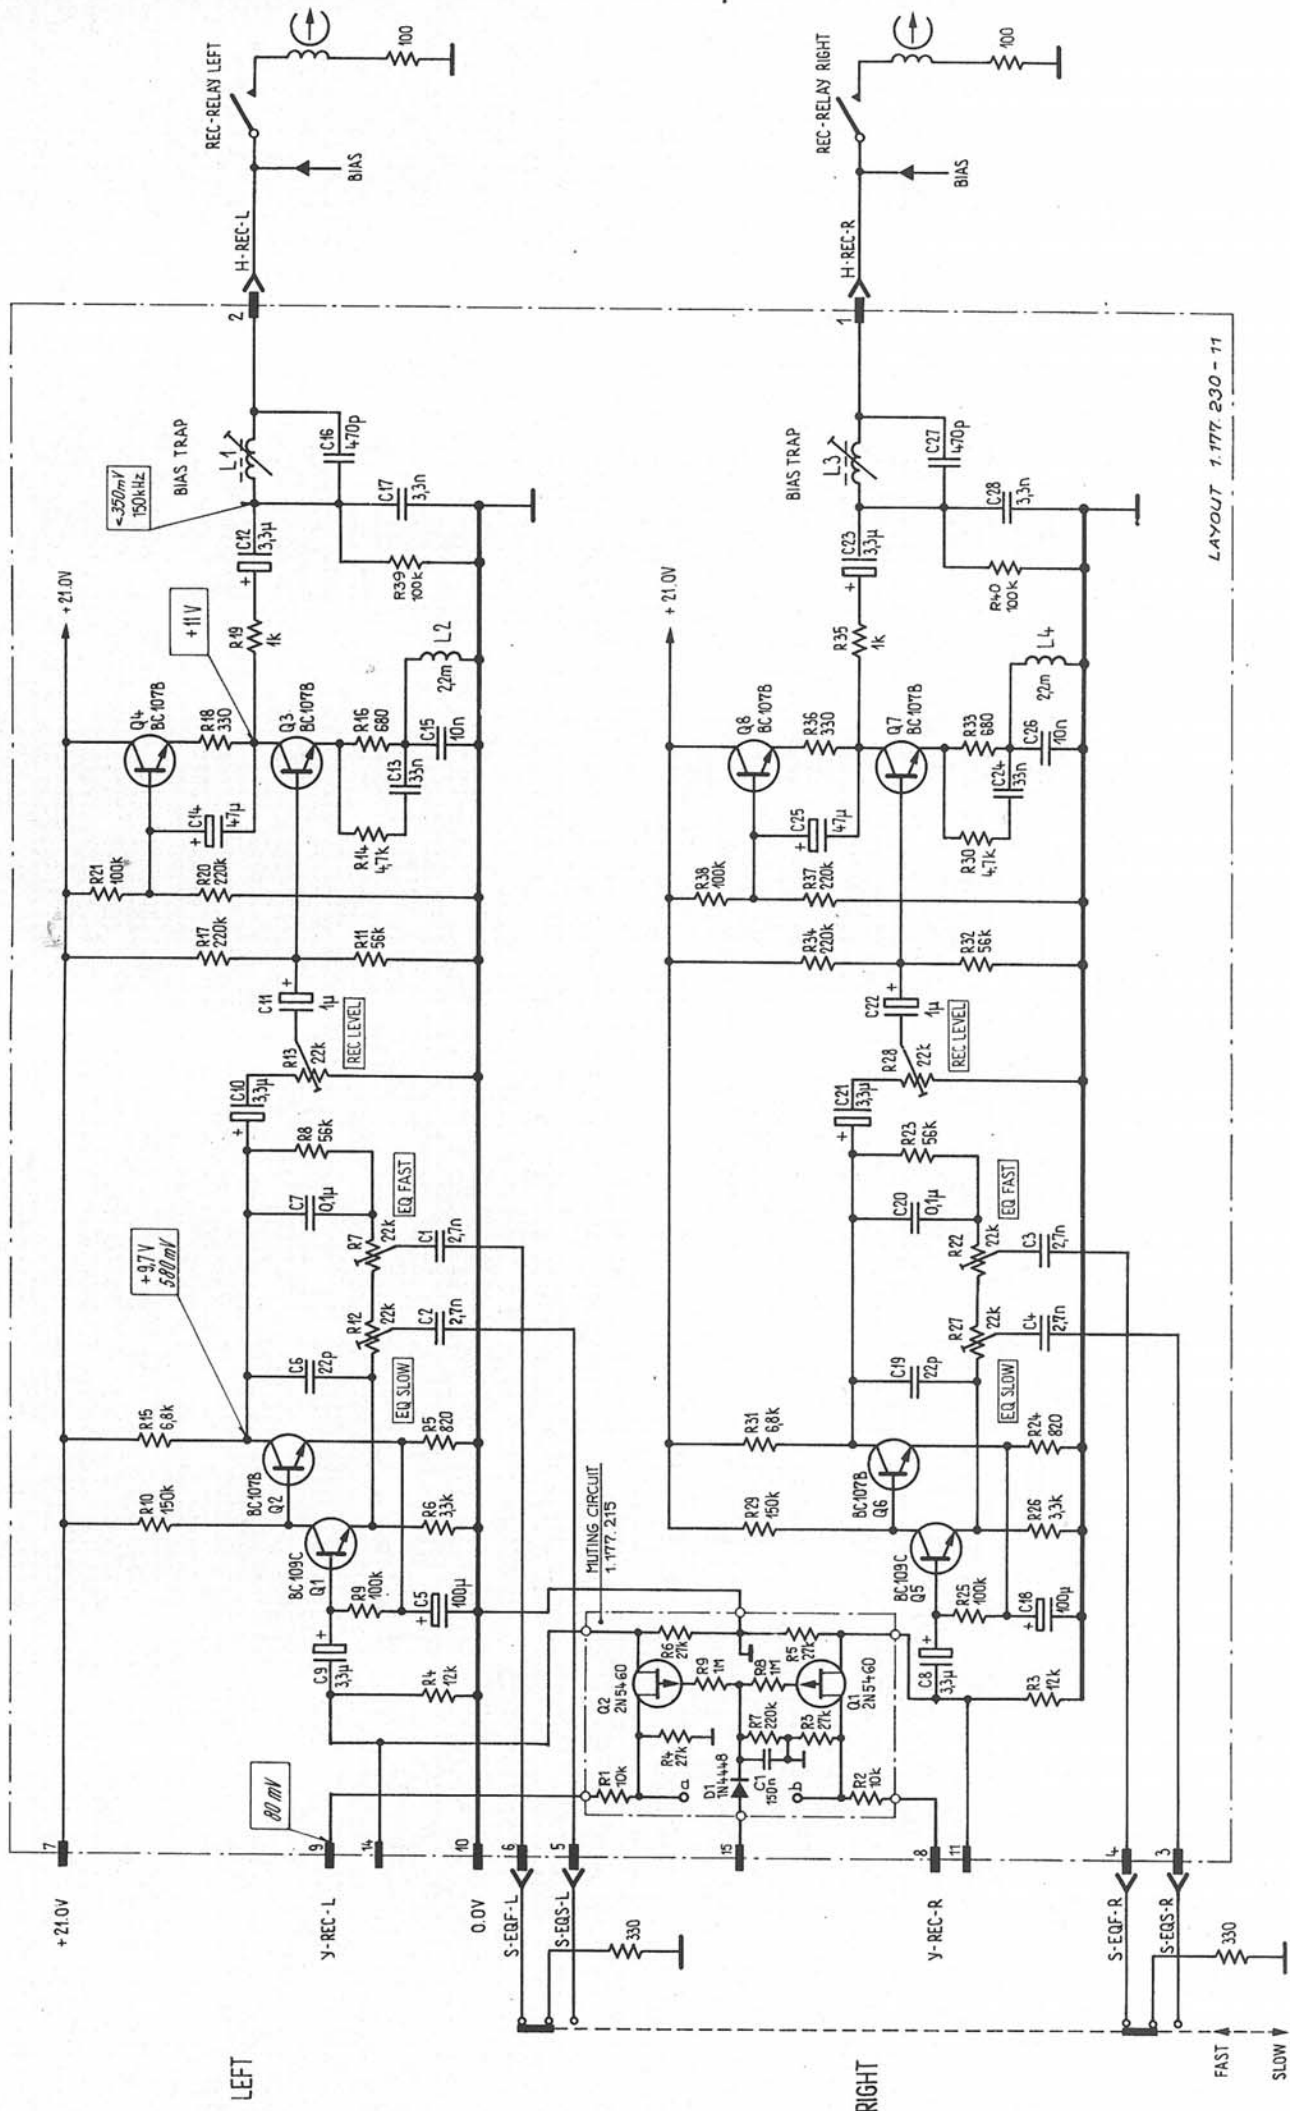 LEFT
+21.0V
7
R10
150k
R15
6,8k
+9,7 V
580mV
BC107B
Q2
BC109C
Q1
C6
22p
C7
0,1µ
R8
56k
C10
3,3µ
+
R12
22k
EQ SLOW
R7
22k
EQ FAST
C2
2,7n
C1
2,7n
R13
22k
REC LEVEL
C11
1µ
+
R17
220k
R11
56k
R21
100k
R20
220k
C14
47µ
+
Q4
BC107B
R18
330
+11V
Q3
BC107B
R16
680
R14
4,7k
C13
33n
C15
10n
L2
2,2m
+21.0V
R19
1k
C12
3,3µ
+
<350mV
150kHz
BIAS TRAP
L1
C16
470p
C17
3,3n
R39
100k
2
H-REC-L
BIAS
REC-RELAY LEFT
100
80mV
Y-REC-L
9
14
C9
3,3µ
+
R9
100k
R4
12k
C5
100µ
+
R6
3,3k
R5
820
0.0V
10
S-EQF-L
6
S-EQS-L
5
330
MUTING CIRCUIT
1.177.215
R1
10k
Q2
2N5460
R4
27k
R6
27k
R9
1M
R8
1M
R5
27k
a
D1
1N4448
C1
150n
R7
220k
R3
27k
b
Q1
2N5460
R2
10k
15
RIGHT
R29
150k
R31
6,8k
BC107B
Q6
BC109C
Q5
C19
22p
C20
0,1µ
R23
56k
C21
3,3µ
+
R27
22k
EQ SLOW
R22
22k
EQ FAST
C4
2,7n
C3
2,7n
R28
22k
REC LEVEL
C22
1µ
+
R34
220k
R32
56k
R38
100k
R37
220k
C25
47µ
+
Q8
BC107B
R36
330
Q7
BC107B
R33
680
R30
4,7k
C24
33n
C26
10n
L4
2,2m
+21.0V
R35
1k
C23
3,3µ
+
BIAS TRAP
L3
C27
470p
C28
3,3n
R40
100k
1
H-REC-R
BIAS
REC-RELAY RIGHT
100
Y-REC-R
8
11
C8
3,3µ
+
R25
100k
R3
12k
C18
100µ
+
R26
3,3k
R24
820
S-EQF-R
4
S-EQS-R
3
330
FAST
SLOW
LAYOUT 1.177.230-11